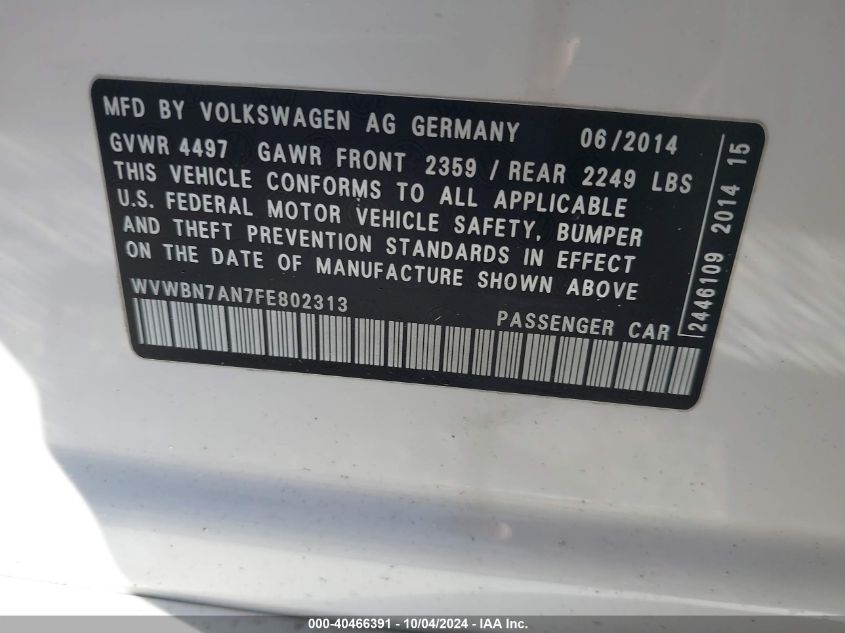 MFD BY VOLKSWAGEN AG GERMANY 06/2014
GVWR 4497 GAWR FRONT 2359 / REAR 2249 LBS
THIS VEHICLE CONFORMS TO ALL APPLICABLE
U.S. FEDERAL MOTOR VEHICLE SAFETY, BUMPER
AND THEFT PREVENTION STANDARDS IN EFFECT
ON THE DATE OF MANUFACTURE SHOWN ABOVE
WVWBN7AN7FE802313
PASSENGER CAR
2446109 2014 15
000-40466391 - 10/04/2024 - IAA Inc.